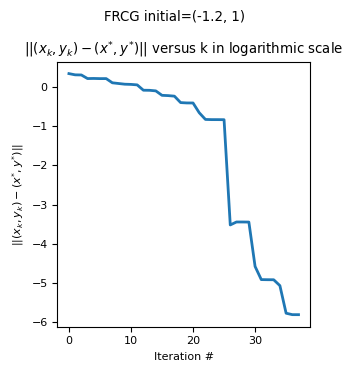 FRCG initial=(-1.2, 1)
||(x_k, y_k) − (x*, y*)|| versus k in logarithmic scale
||(x_k, y_k) − (x*, y*)||
0
−1
−2
−3
−4
−5
−6
0 10 20 30
Iteration #